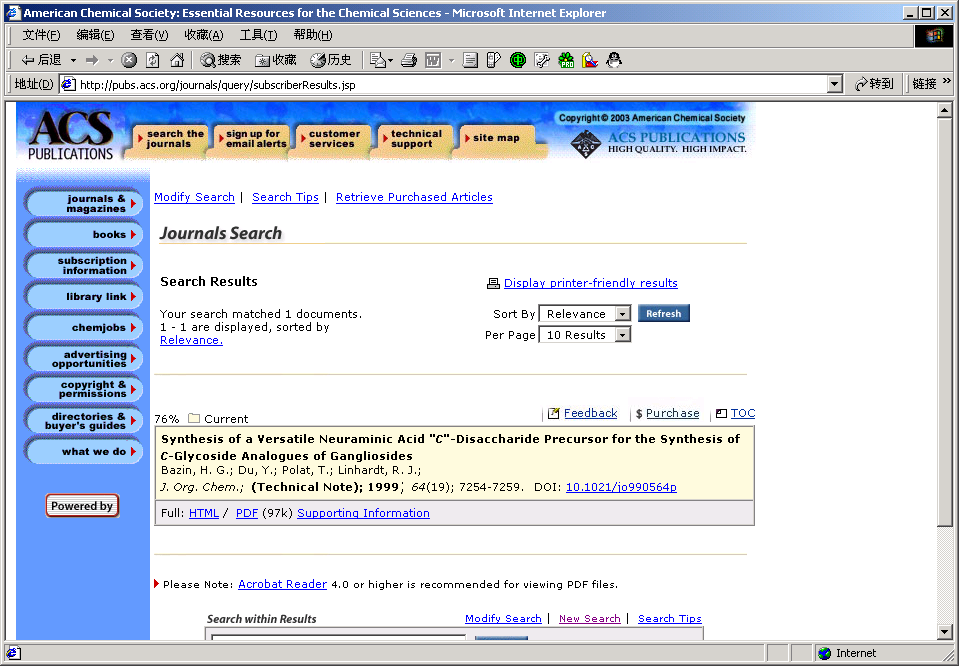 American Chemical Society: Essential Resources for the Chemical Sciences - Microsoft Internet Explorer
文件(F) 编辑(E) 查看(V) 收藏(A) 工具(T) 帮助(H)
后退 搜索 收藏 历史
地址(D) http://pubs.acs.org/journals/query/subscriberResults.jsp 转到 链接 »
Copyright © 2003 American Chemical Society
ACS PUBLICATIONS
search the journals
sign up for email alerts
customer services
technical support
site map
ACS PUBLICATIONS
HIGH QUALITY. HIGH IMPACT.
journals & magazines
books
subscription information
library link
chemjobs
advertising opportunities
copyright & permissions
directories & buyer's guides
what we do
Powered by
Modify Search | Search Tips | Retrieve Purchased Articles
Journals Search
Search Results
Display printer-friendly results
Your search matched 1 documents.
1 - 1 are displayed, sorted by
Relevance.
Sort By Relevance Refresh
Per Page 10 Results
76% Current
Feedback $ Purchase TOC
Synthesis of a Versatile Neuraminic Acid "C"-Disaccharide Precursor for the Synthesis of
C-Glycoside Analogues of Gangliosides
Bazin, H. G.; Du, Y.; Polat, T.; Linhardt, R. J.;
J. Org. Chem.; (Technical Note); 1999; 64(19); 7254-7259. DOI: 10.1021/jo990564p
Full: HTML / PDF (97k) Supporting Information
Please Note: Acrobat Reader 4.0 or higher is recommended for viewing PDF files.
Search within Results
Modify Search | New Search | Search Tips
Internet